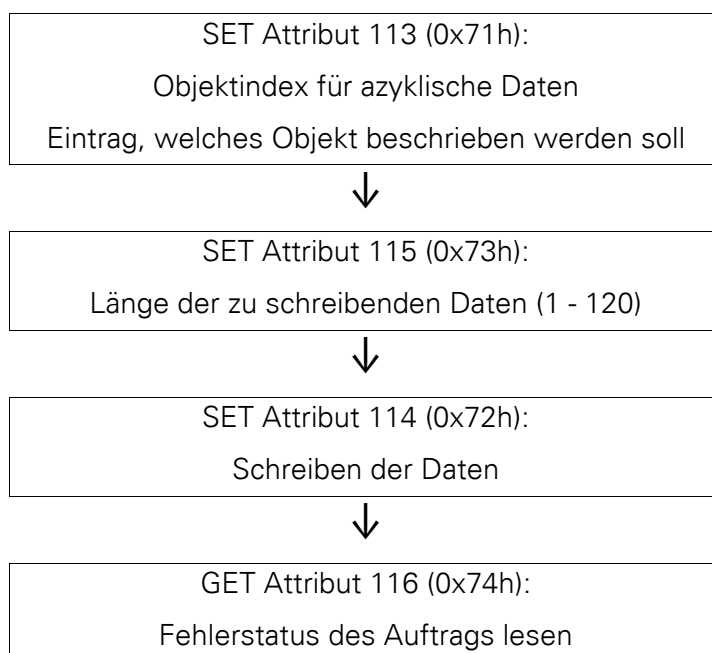 SET Attribut 113 (0x71h):
Objektindex für azyklische Daten
Eintrag, welches Objekt beschrieben werden soll
SET Attribut 115 (0x73h):
Länge der zu schreibenden Daten (1 - 120)
SET Attribut 114 (0x72h):
Schreiben der Daten
GET Attribut 116 (0x74h):
Fehlerstatus des Auftrags lesen